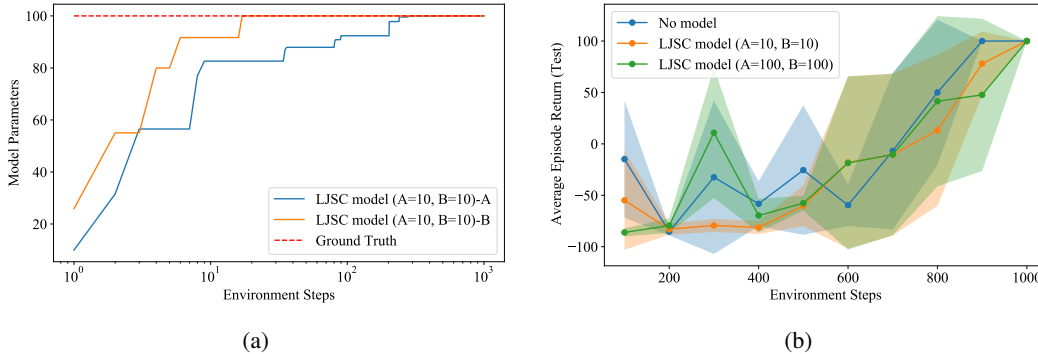 100
80
60
40
20
Model Parameters
LJSC model (A=10, B=10)-A
LJSC model (A=10, B=10)-B
Ground Truth
10^0
10^1
10^2
10^3
Environment Steps
(a)
100
50
0
−50
−100
Average Episode Return (Test)
No model
LJSC model (A=10, B=10)
LJSC model (A=100, B=100)
200
400
600
800
1000
Environment Steps
(b)